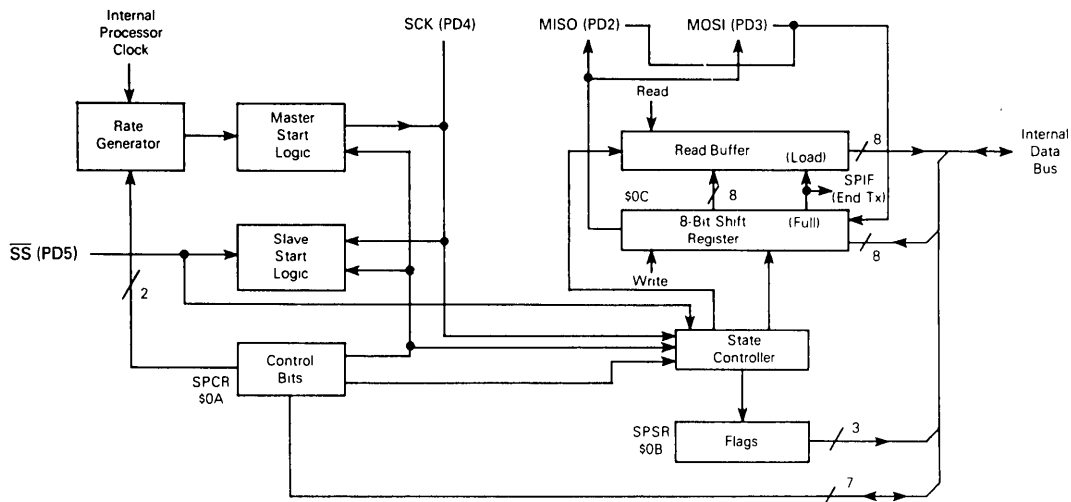 Internal
Processor
Clock
SCK (PD4)
MISO (PD2)
MOSI (PD3)
Rate
Generator
Master
Start
Logic
Read
Read Buffer
(Load)
8
Internal
Data
Bus
$0C
8
SPIF
(End Tx)
8-Bit Shift
Register
(Full)
8
Write
SS (PD5)
Slave
Start
Logic
2
State
Controller
SPCR
$0A
Control
Bits
SPSR
$0B
Flags
3
7